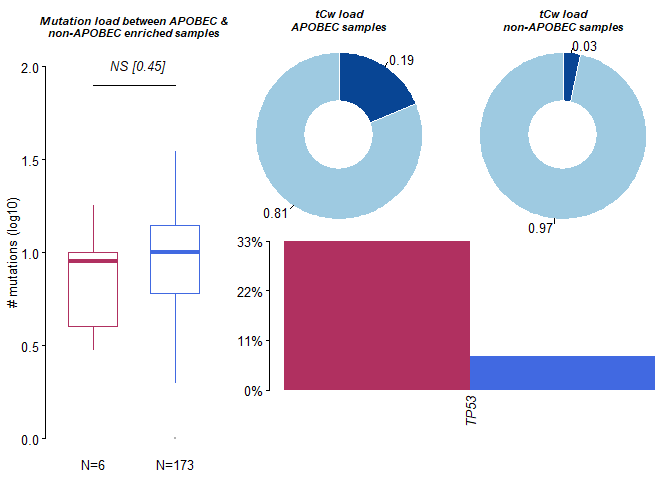 Mutation load between APOBEC &
non-APOBEC enriched samples
NS [0.45]
# mutations (log10)
2.0
1.5
1.0
0.5
0.0
N=6
N=173
tCw load
APOBEC samples
0.19
0.81
tCw load
non-APOBEC samples
0.03
0.97
33%
22%
11%
0%
TP53